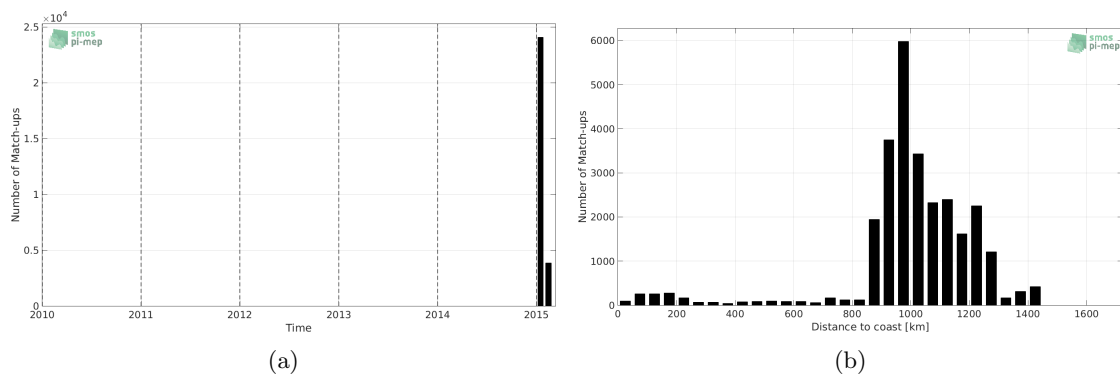 ×10⁴
2.5
2
1.5
1
0.5
0
Number of Match-ups
smos
pi-mep
2010 2011 2012 2013 2014 2015
Time
(a)
6000
5000
4000
3000
2000
1000
0
Number of Match-ups
smos
pi-mep
0 200 400 600 800 1000 1200 1400 1600
Distance to coast [km]
(b)